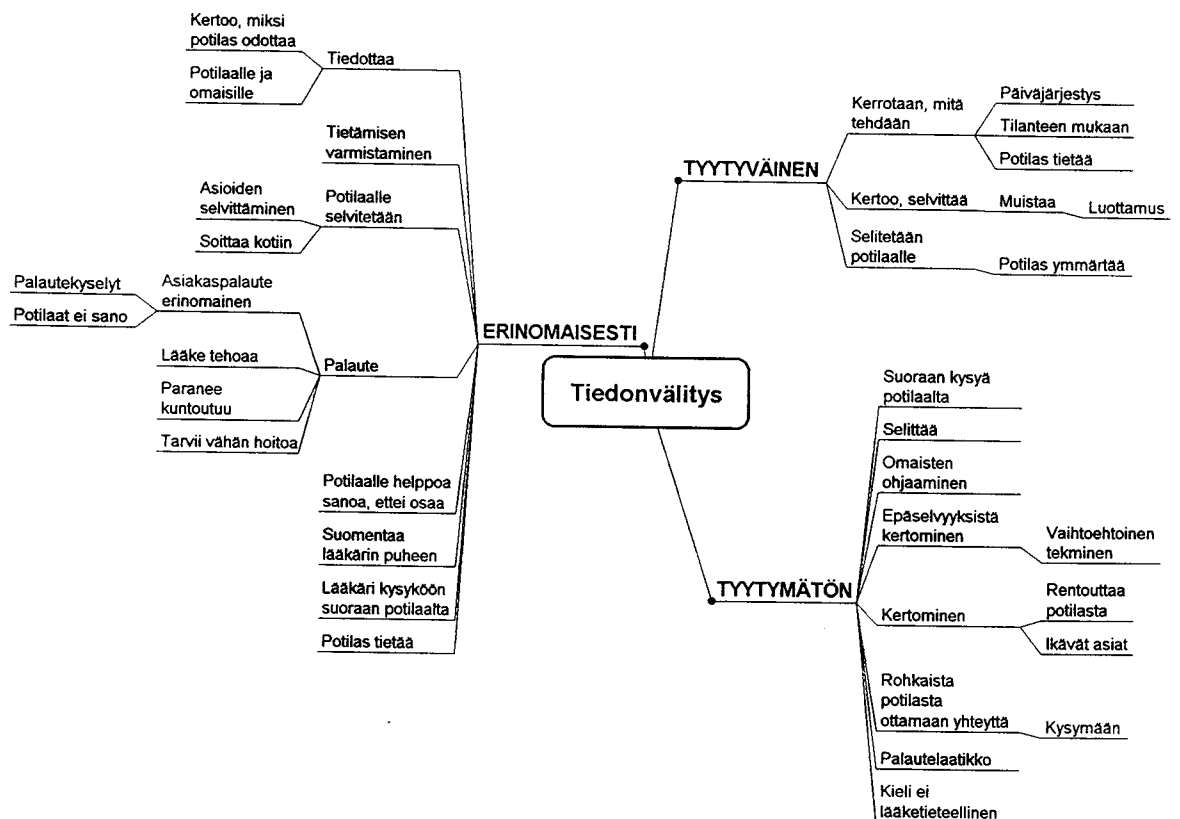 Kertoo, miksi
potilas odottaa
Potilaalle ja
omaisille
Tiedottaa
Tietämisen
varmistaminen
Asioiden
selvittäminen
Soittaa kotiin
Potilaalle
selvitetään
Palautekyselyt
Potilaat ei sano
Asiakaspalaute
erinomainen
Lääke tehoaa
Paranee
kuntoutuu
Tarvii vähän hoitoa
Palaute
Potilaalle helppoa
sanoa, ettei osaa
Suomentaa
lääkärin puheen
Lääkäri kysyköön
suoraan potilaalta
Potilas tietää
ERINOMAISESTI
Tiedonvälitys
TYYTYVÄINEN
Kerrotaan, mitä
tehdään
Päiväjärjestys
Tilanteen mukaan
Potilas tietää
Kertoo, selvittää
Muistaa
Luottamus
Selitetään
potilaalle
Potilas ymmärtää
TYYTYMÄTÖN
Suoraan kysyä
potilaalta
Selittää
Omaisten
ohjaaminen
Epäselvyyksistä
kertominen
Vaihtoehtoinen
tekminen
Kertominen
Rentouttaa
potilasta
Ikävät asiat
Rohkaista
potilasta
ottamaan yhteyttä
Kysymään
Palautelaatikko
Kieli ei
lääketieteellinen